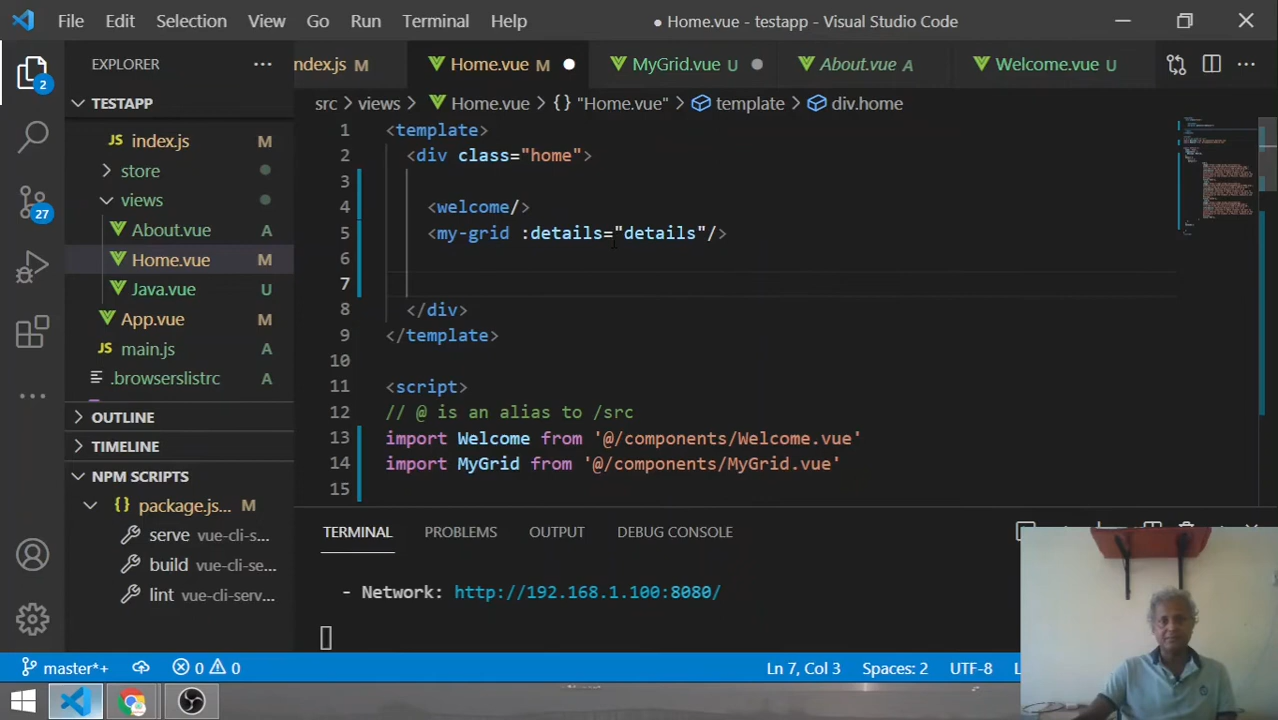 File Edit Selection View Go Run Terminal Help
● Home.vue - testapp - Visual Studio Code
EXPLORER
ndex.js M
Home.vue M
MyGrid.vue U
About.vue A
Welcome.vue U
2
27
TESTAPP
index.js M
store
views
About.vue A
Home.vue M
Java.vue U
App.vue M
main.js A
.browserslistrc A
OUTLINE
TIMELINE
NPM SCRIPTS
package.js... M
serve vue-cli-s...
build vue-cli-se...
lint vue-cli-serv...
src > views > Home.vue > {} "Home.vue" > template > div.home
1 <template>
2 <div class="home">
3
4 <welcome/>
5 <my-grid :details="details"/>
6
7
8 </div>
9 </template>
10
11 <script>
12 // @ is an alias to /src
13 import Welcome from '@/components/Welcome.vue'
14 import MyGrid from '@/components/MyGrid.vue'
15
TERMINAL PROBLEMS OUTPUT DEBUG CONSOLE
- Network: http://192.168.1.100:8080/
master*+ 0 0 Ln 7, Col 3 Spaces: 2 UTF-8